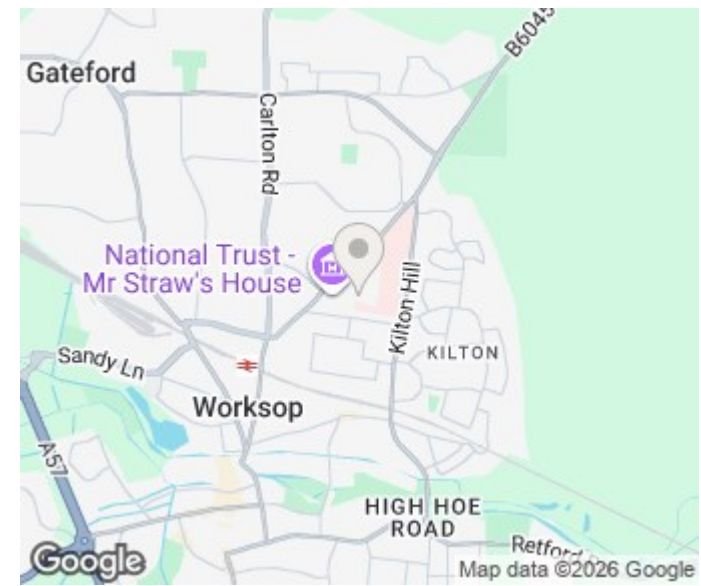 B6045
Gateford
Carlton Rd
National Trust -
Mr Straw's House
Kilton Hill
KILTON
Sandy Ln
Worksop
A57
HIGH HOE
ROAD
Retford
Google
Map data ©2026 Google